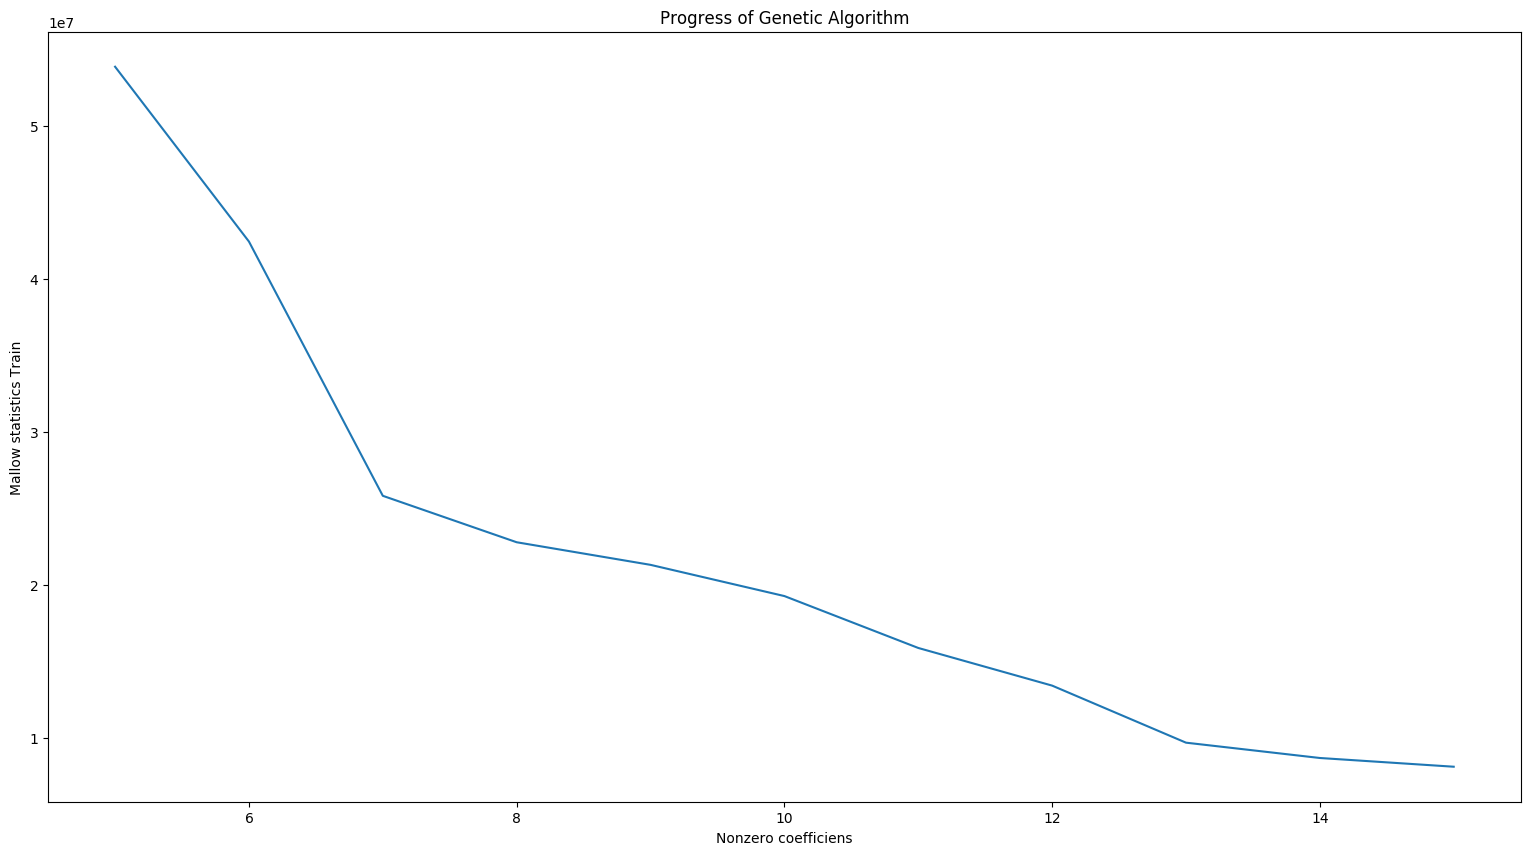 Progress of Genetic Algorithm
1e7
5
4
3
2
1
Mallow statistics Train
6 8 10 12 14
Nonzero coefficiens